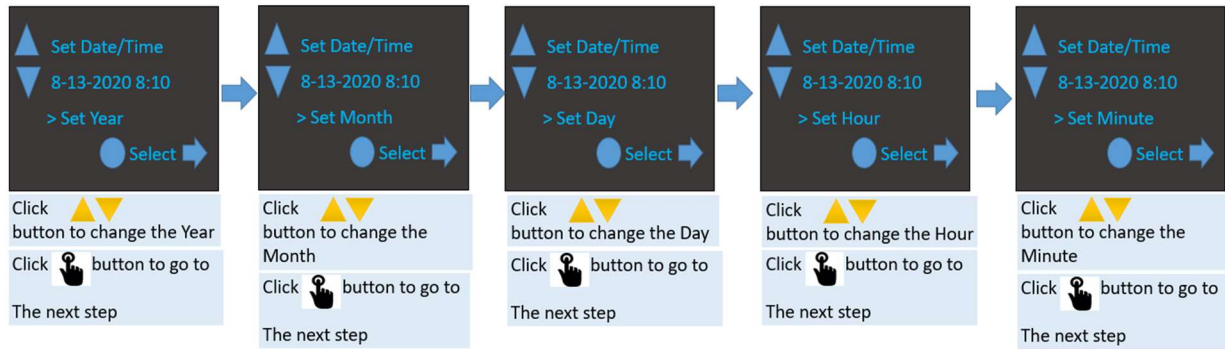 Set Date/Time
8-13-2020 8:10
> Set Year
Select
Click
button to change the Year
Click button to go to
The next step
Set Date/Time
8-13-2020 8:10
> Set Month
Select
Click
button to change the
Month
Click button to go to
The next step
Set Date/Time
8-13-2020 8:10
> Set Day
Select
Click
button to change the Day
Click button to go to
The next step
Set Date/Time
8-13-2020 8:10
> Set Hour
Select
Click
button to change the Hour
Click button to go to
The next step
Set Date/Time
8-13-2020 8:10
> Set Minute
Select
Click
button to change the
Minute
Click button to go to
The next step